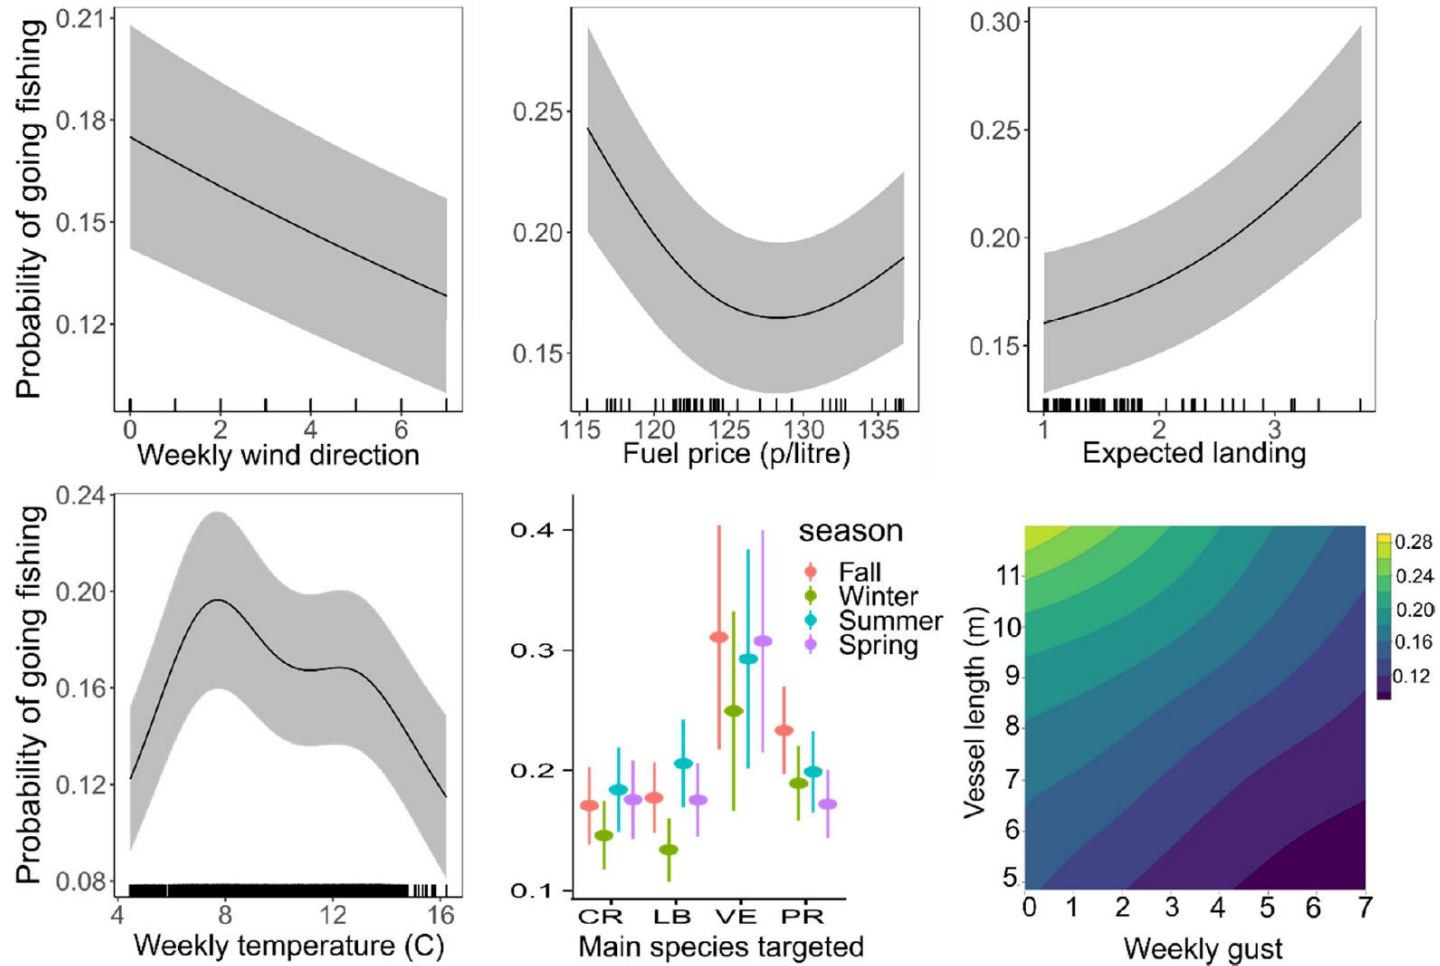 Probability of going fishing
0.21
0.18
0.15
0.12
0 2 4 6
Weekly wind direction
0.25
0.20
0.15
115 120 125 130 135
Fuel price (p/litre)
0.30
0.25
0.20
0.15
1 2 3
Expected landing
Probability of going fishing
0.24
0.20
0.16
0.12
0.08
4 8 12 16
Weekly temperature (C)
0.4
0.3
0.2
0.1
season
Fall
Winter
Summer
Spring
CR LB VE PR
Main species targeted
Vessel length (m)
11
10
9
8
7
6
5
0 1 2 3 4 5 6 7
Weekly gust
0.28
0.24
0.20
0.16
0.12